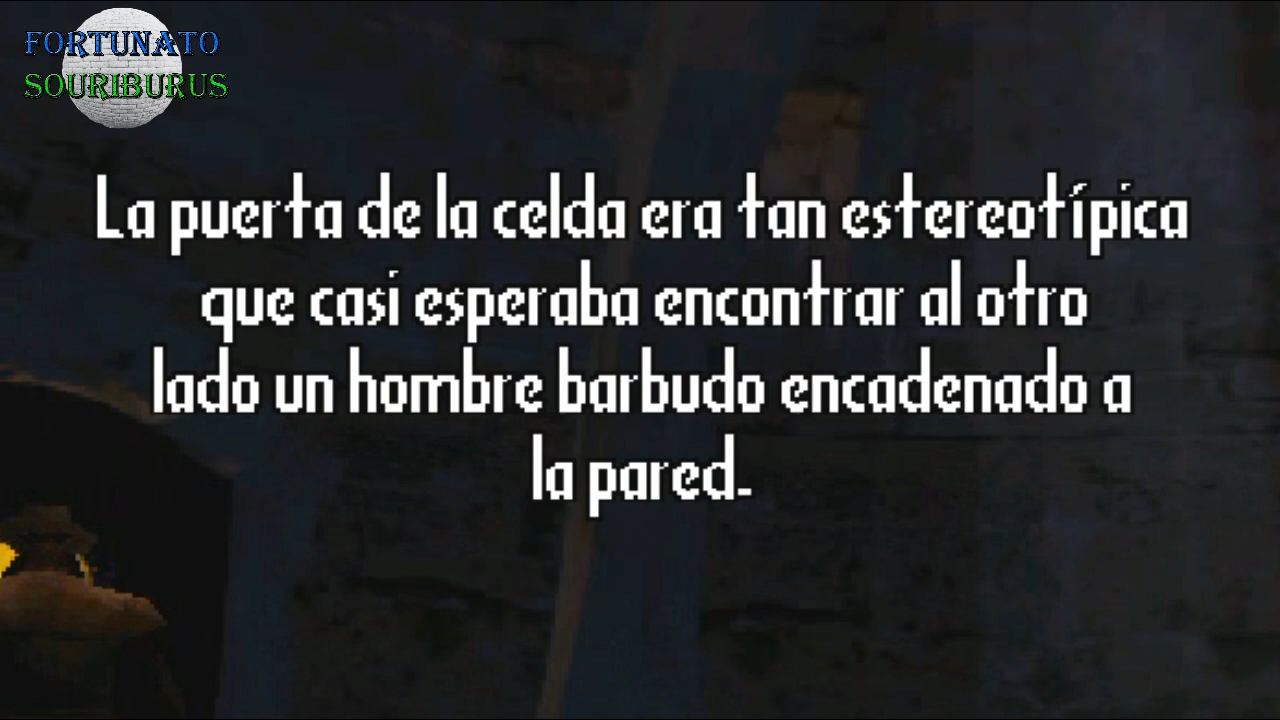 FORTUNATO
SOURIBURUS
La puerta de la celda era tan estereotípica
que casi esperaba encontrar al otro
lado un hombre barbudo encadenado a
la pared.